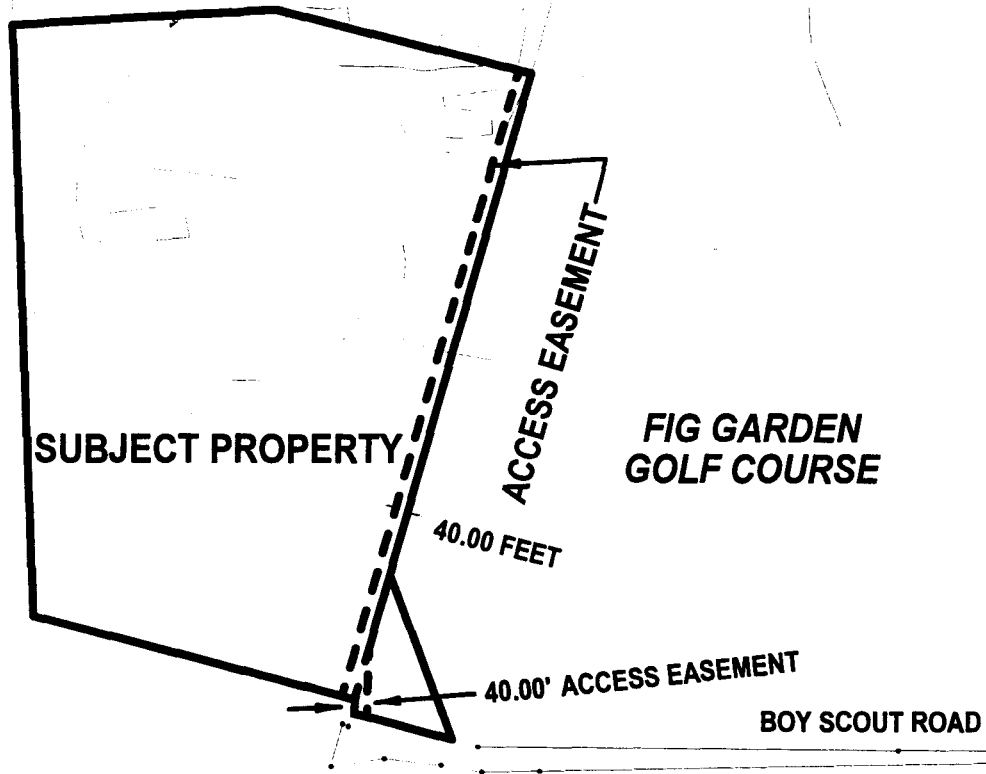 ACCESS EASEMENT
SUBJECT PROPERTY
FIG GARDEN
GOLF COURSE
40.00 FEET
40.00' ACCESS EASEMENT
BOY SCOUT ROAD